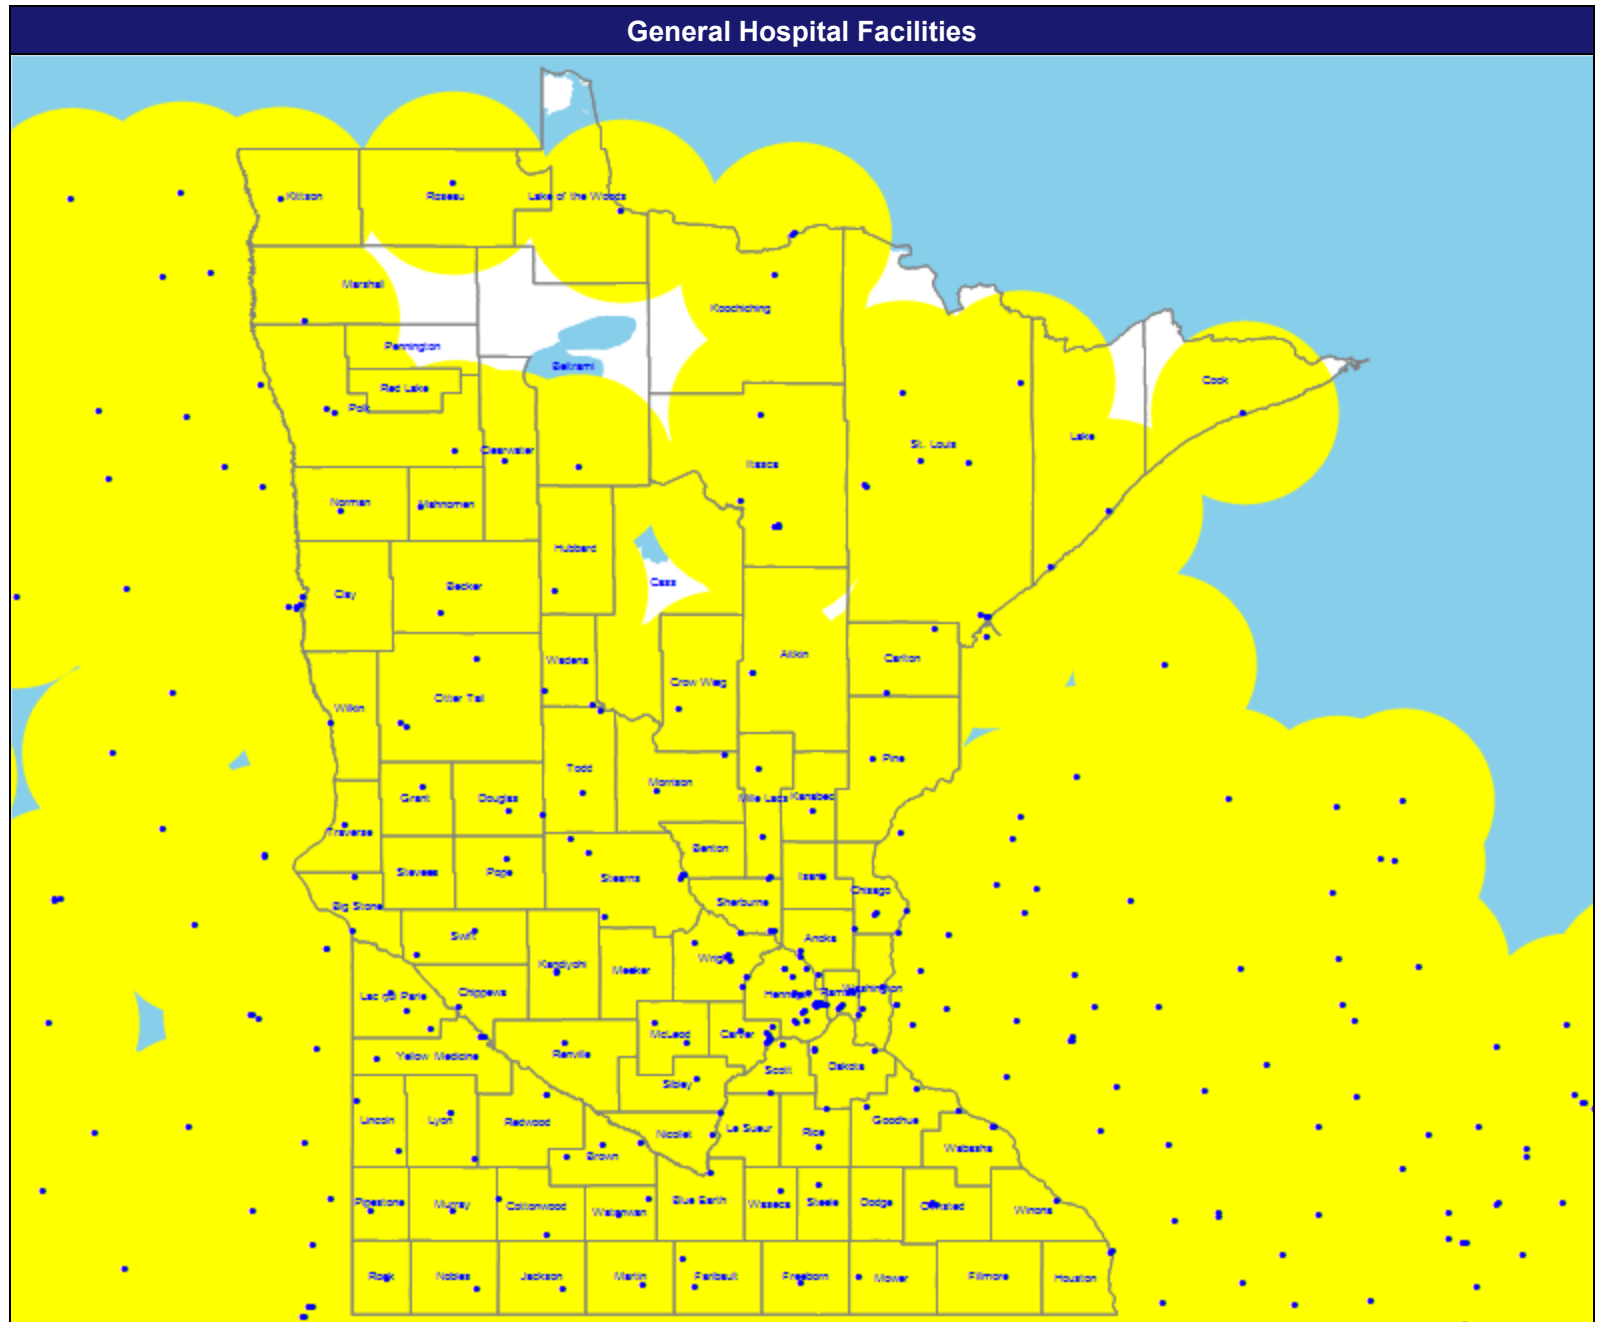 General Hospital Facilities
Kittson
Roseau
Lake of the Woods
Marshall
Koochiching
Pennington
Beltrami
Red Lake
Polk
Cook
Clearwater
St. Louis
Lake
Itasca
Norman
Mahnomen
Hubbard
Cass
Clay
Becker
Wadena
Aitkin
Carlton
Crow Wing
Otter Tail
Wilkin
Pine
Todd
Morrison
Grant
Douglas
Mille Lacs
Kanabec
Traverse
Benton
Stevens
Pope
Stearns
Isanti
Chisago
Big Stone
Sherburne
Swift
Anoka
Kandiyohi
Meeker
Wright
Lac qui Parle
Chippewa
Hennepin
Ramsey
Washington
McLeod
Carver
Yellow Medicine
Renville
Scott
Dakota
Sibley
Lincoln
Lyon
Redwood
Nicollet
Le Sueur
Rice
Goodhue
Wabasha
Brown
Pipestone
Murray
Cottonwood
Watonwan
Blue Earth
Waseca
Steele
Dodge
Olmsted
Winona
Rock
Nobles
Jackson
Martin
Faribault
Freeborn
Mower
Fillmore
Houston